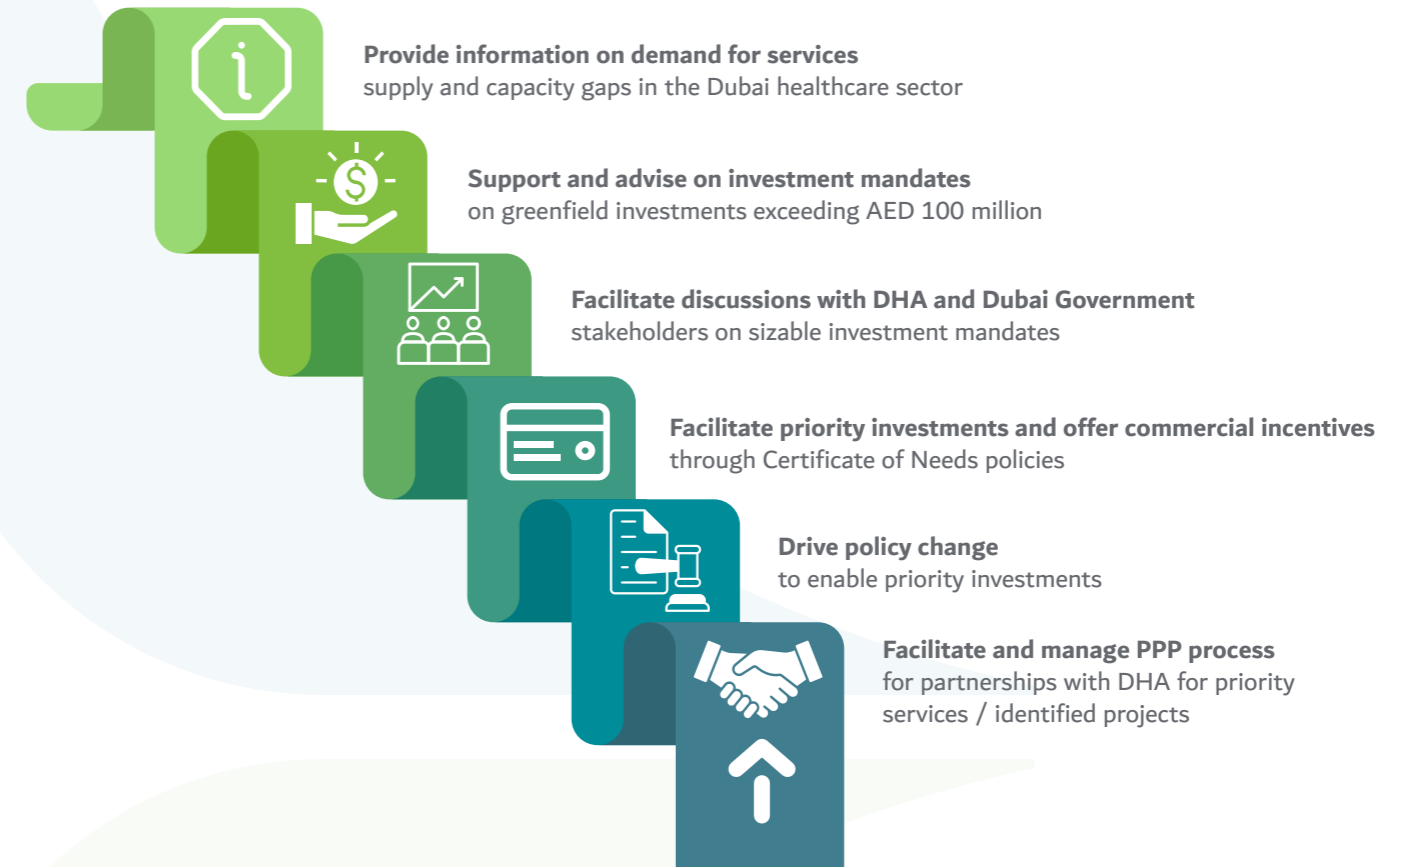 Provide information on demand for services
supply and capacity gaps in the Dubai healthcare sector
Support and advise on investment mandates
on greenfield investments exceeding AED 100 million
Facilitate discussions with DHA and Dubai Government
stakeholders on sizable investment mandates
Facilitate priority investments and offer commercial incentives
through Certificate of Needs policies
Drive policy change
to enable priority investments
Facilitate and manage PPP process
for partnerships with DHA for priority
services / identified projects